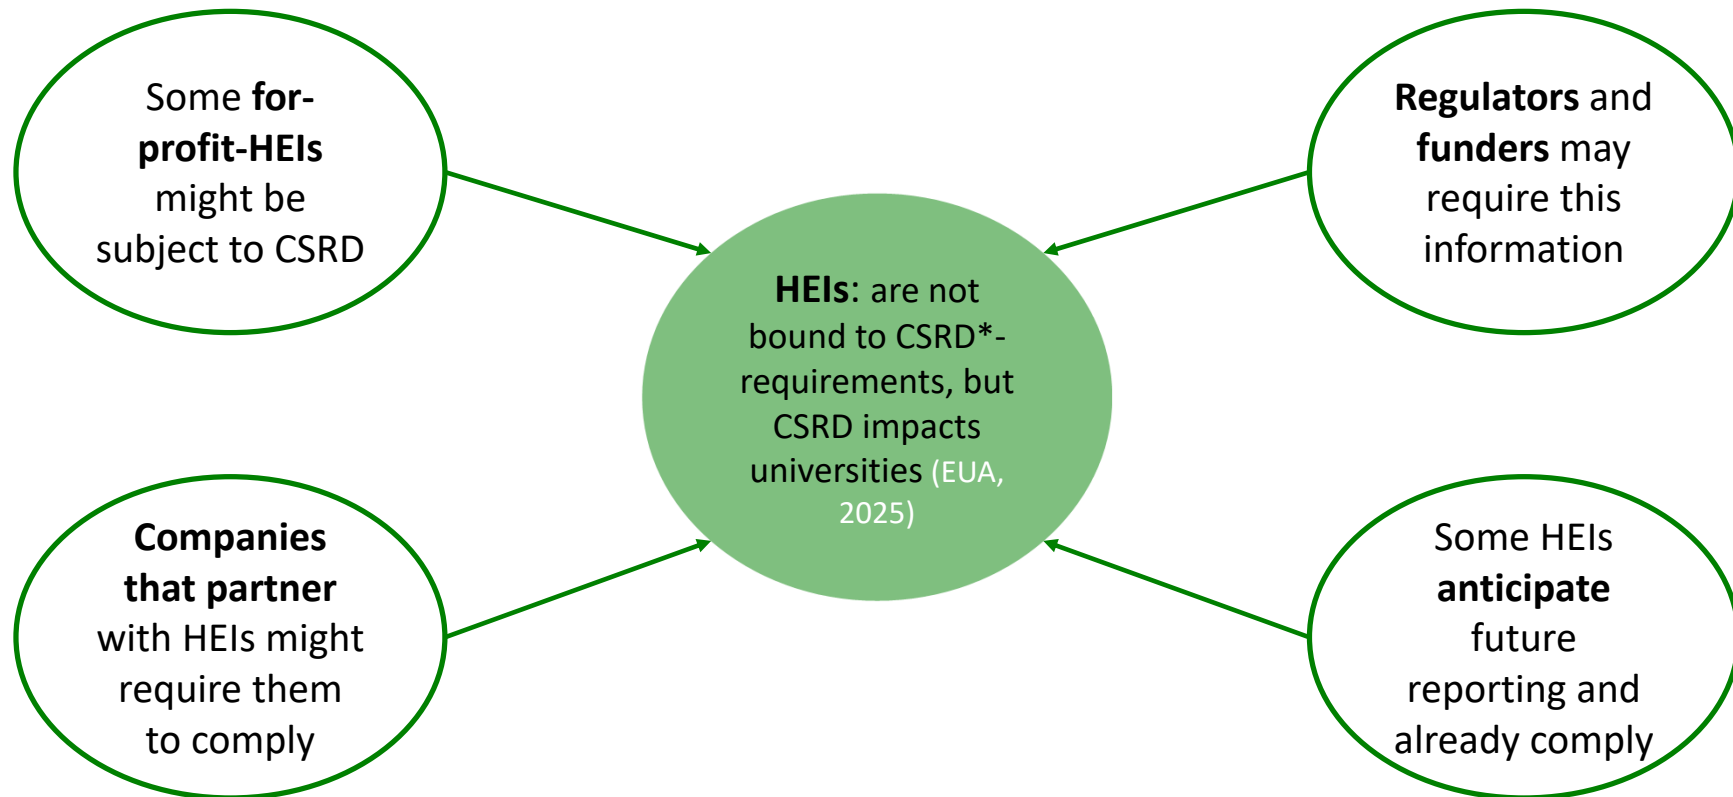 Some for-
profit-HEIs
might be
subject to CSRD
Regulators and
funders may
require this
information
HEIs: are not
bound to CSRD*-
requirements, but
CSRD impacts
universities (EUA,
2025)
Companies
that partner
with HEIs might
require them
to comply
Some HEIs
anticipate
future
reporting and
already comply